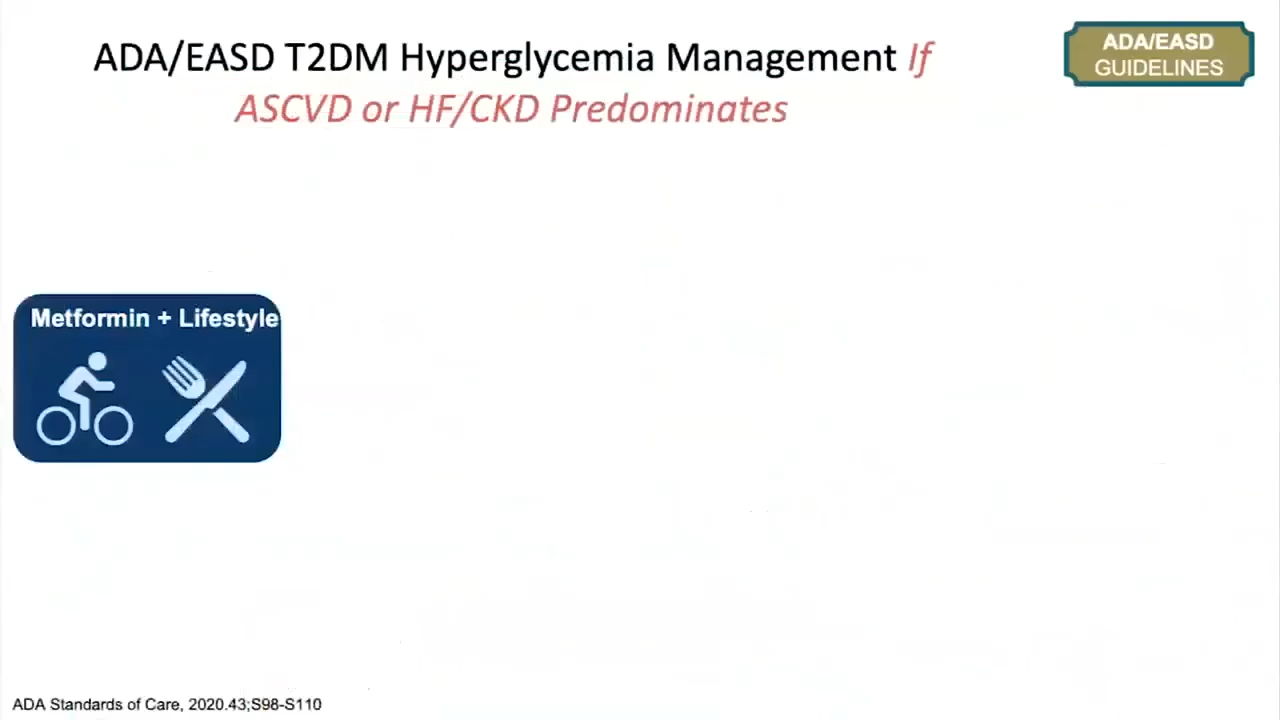 ADA/EASD T2DM Hyperglycemia Management If
ASCVD or HF/CKD Predominates
ADA/EASD
GUIDELINES
Metformin + Lifestyle
ADA Standards of Care, 2020.43;S98-S110